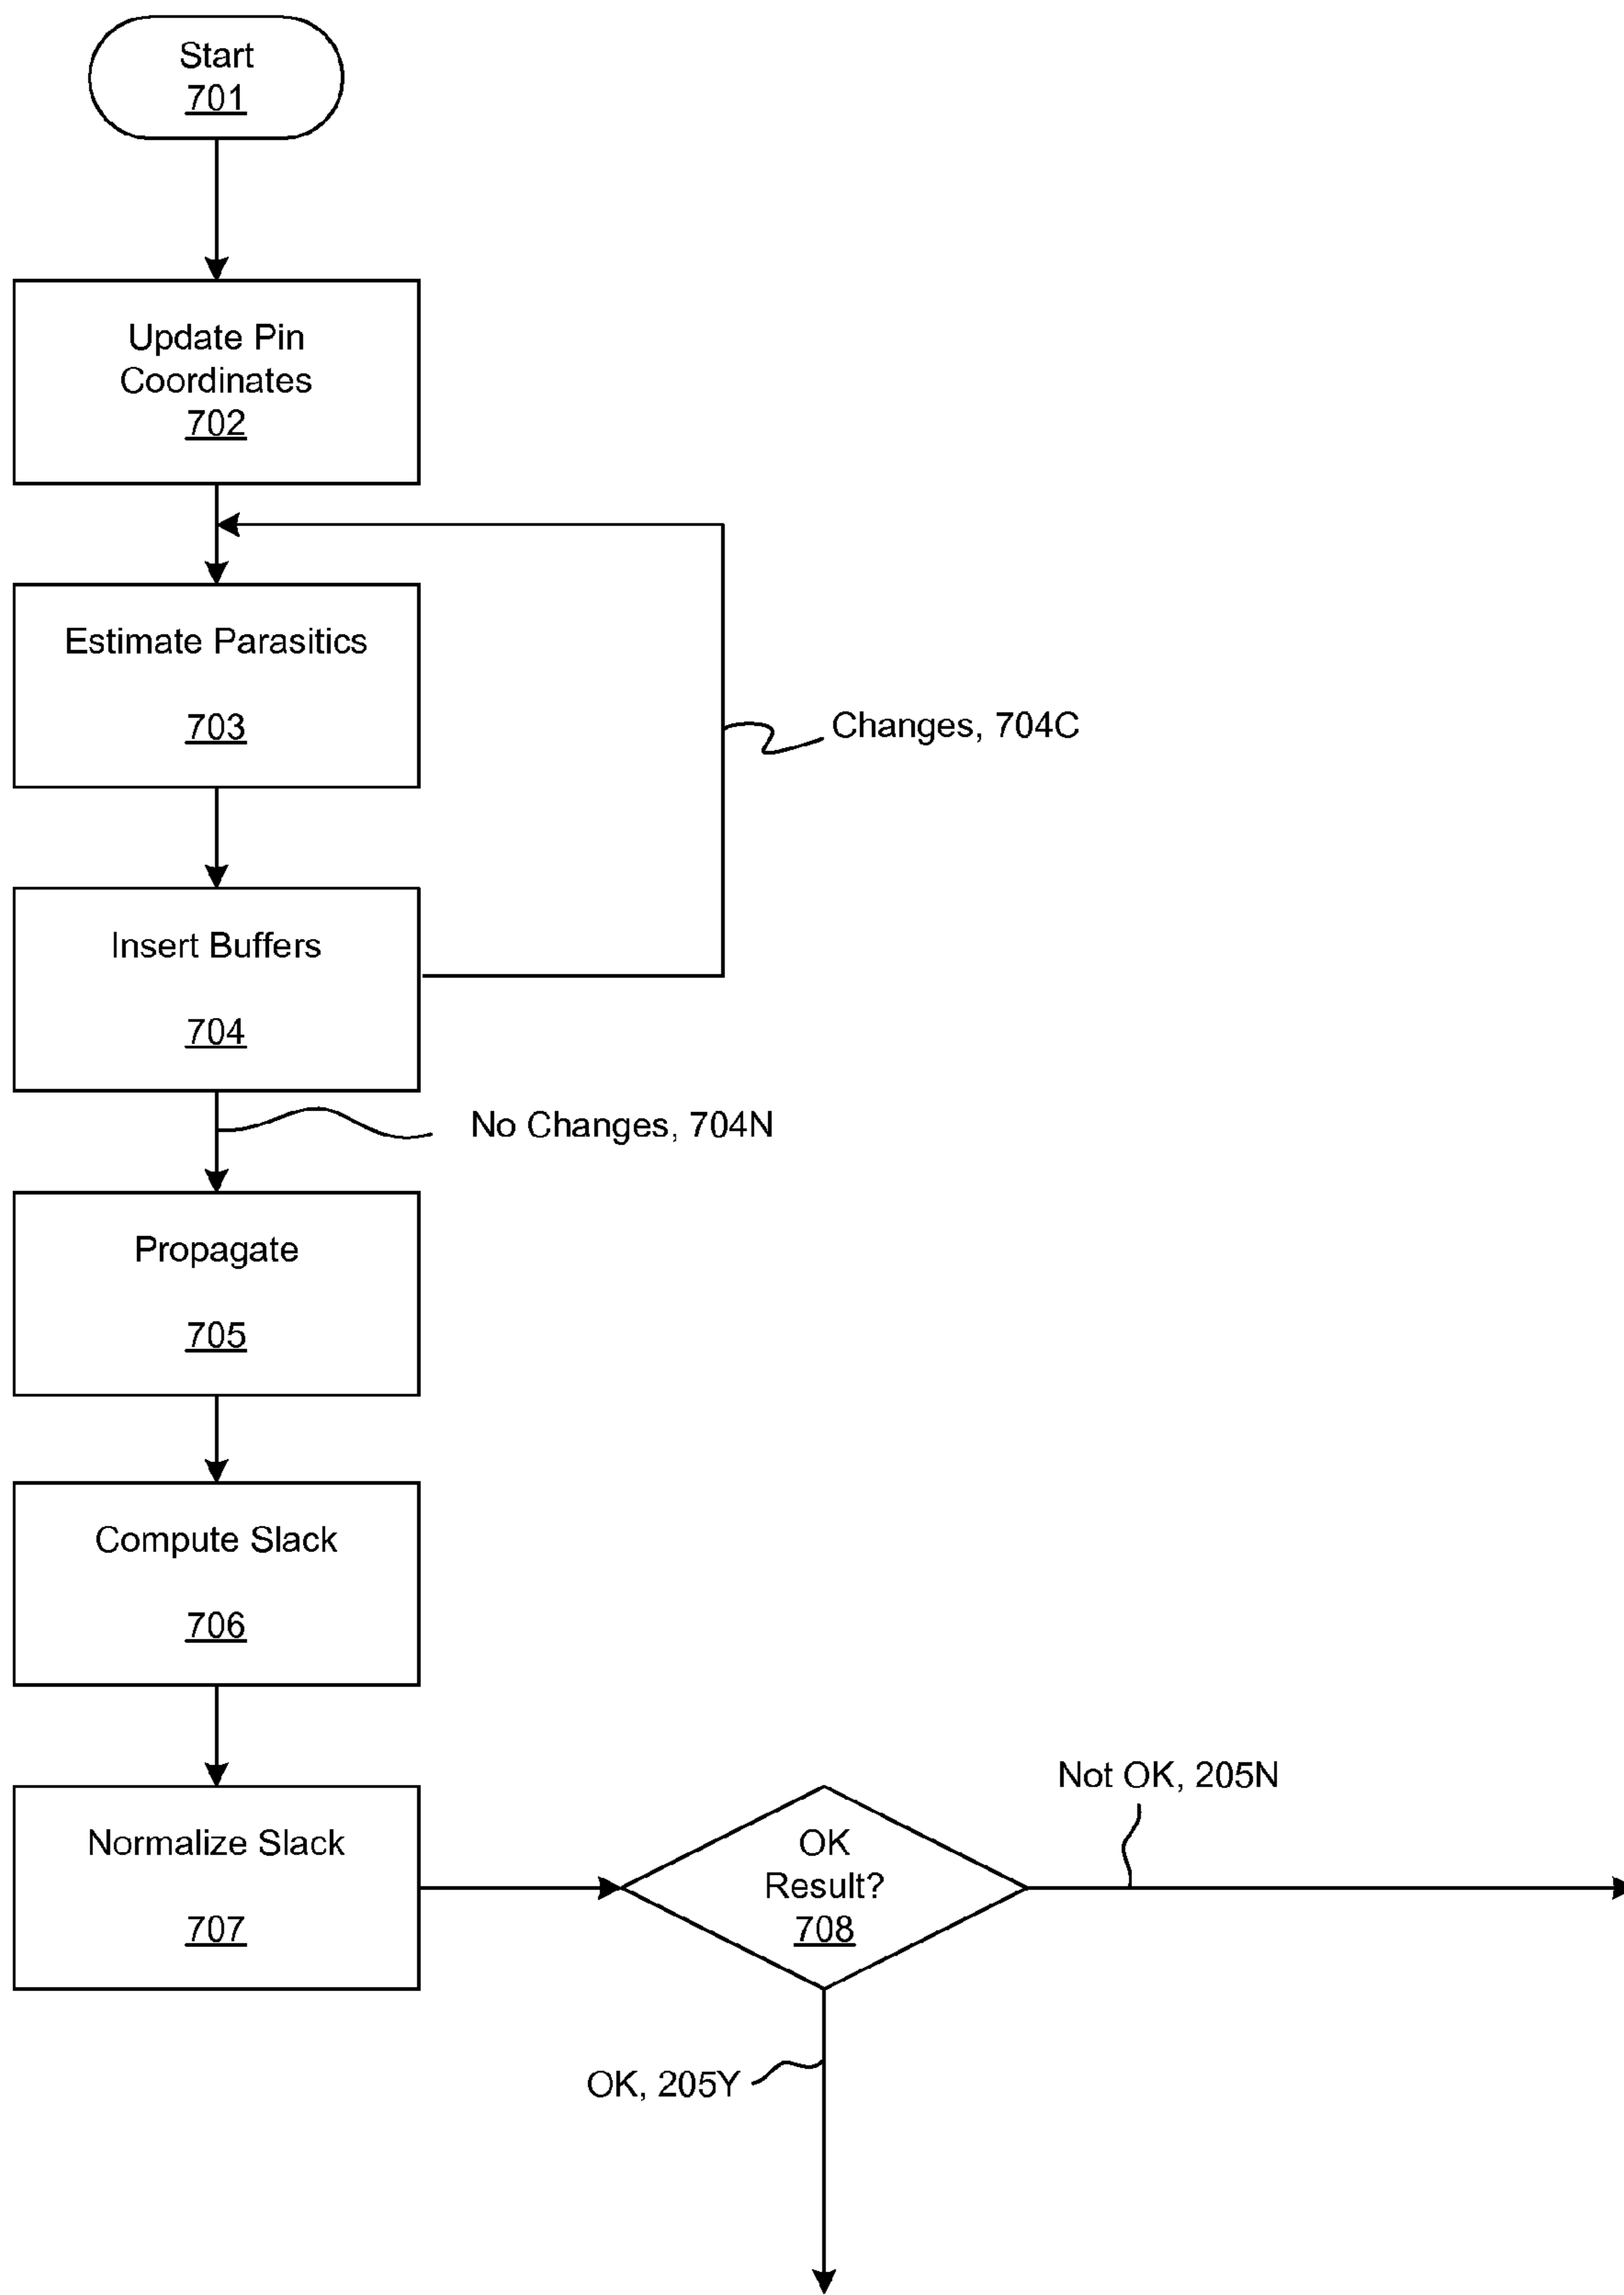 Start
701
Update Pin
Coordinates
702
Estimate Parasitics
703
Changes, 704C
Insert Buffers
704
No Changes, 704N
Propagate
705
Compute Slack
706
Normalize Slack
707
OK
Result?
708
Not OK, 205N
OK, 205Y